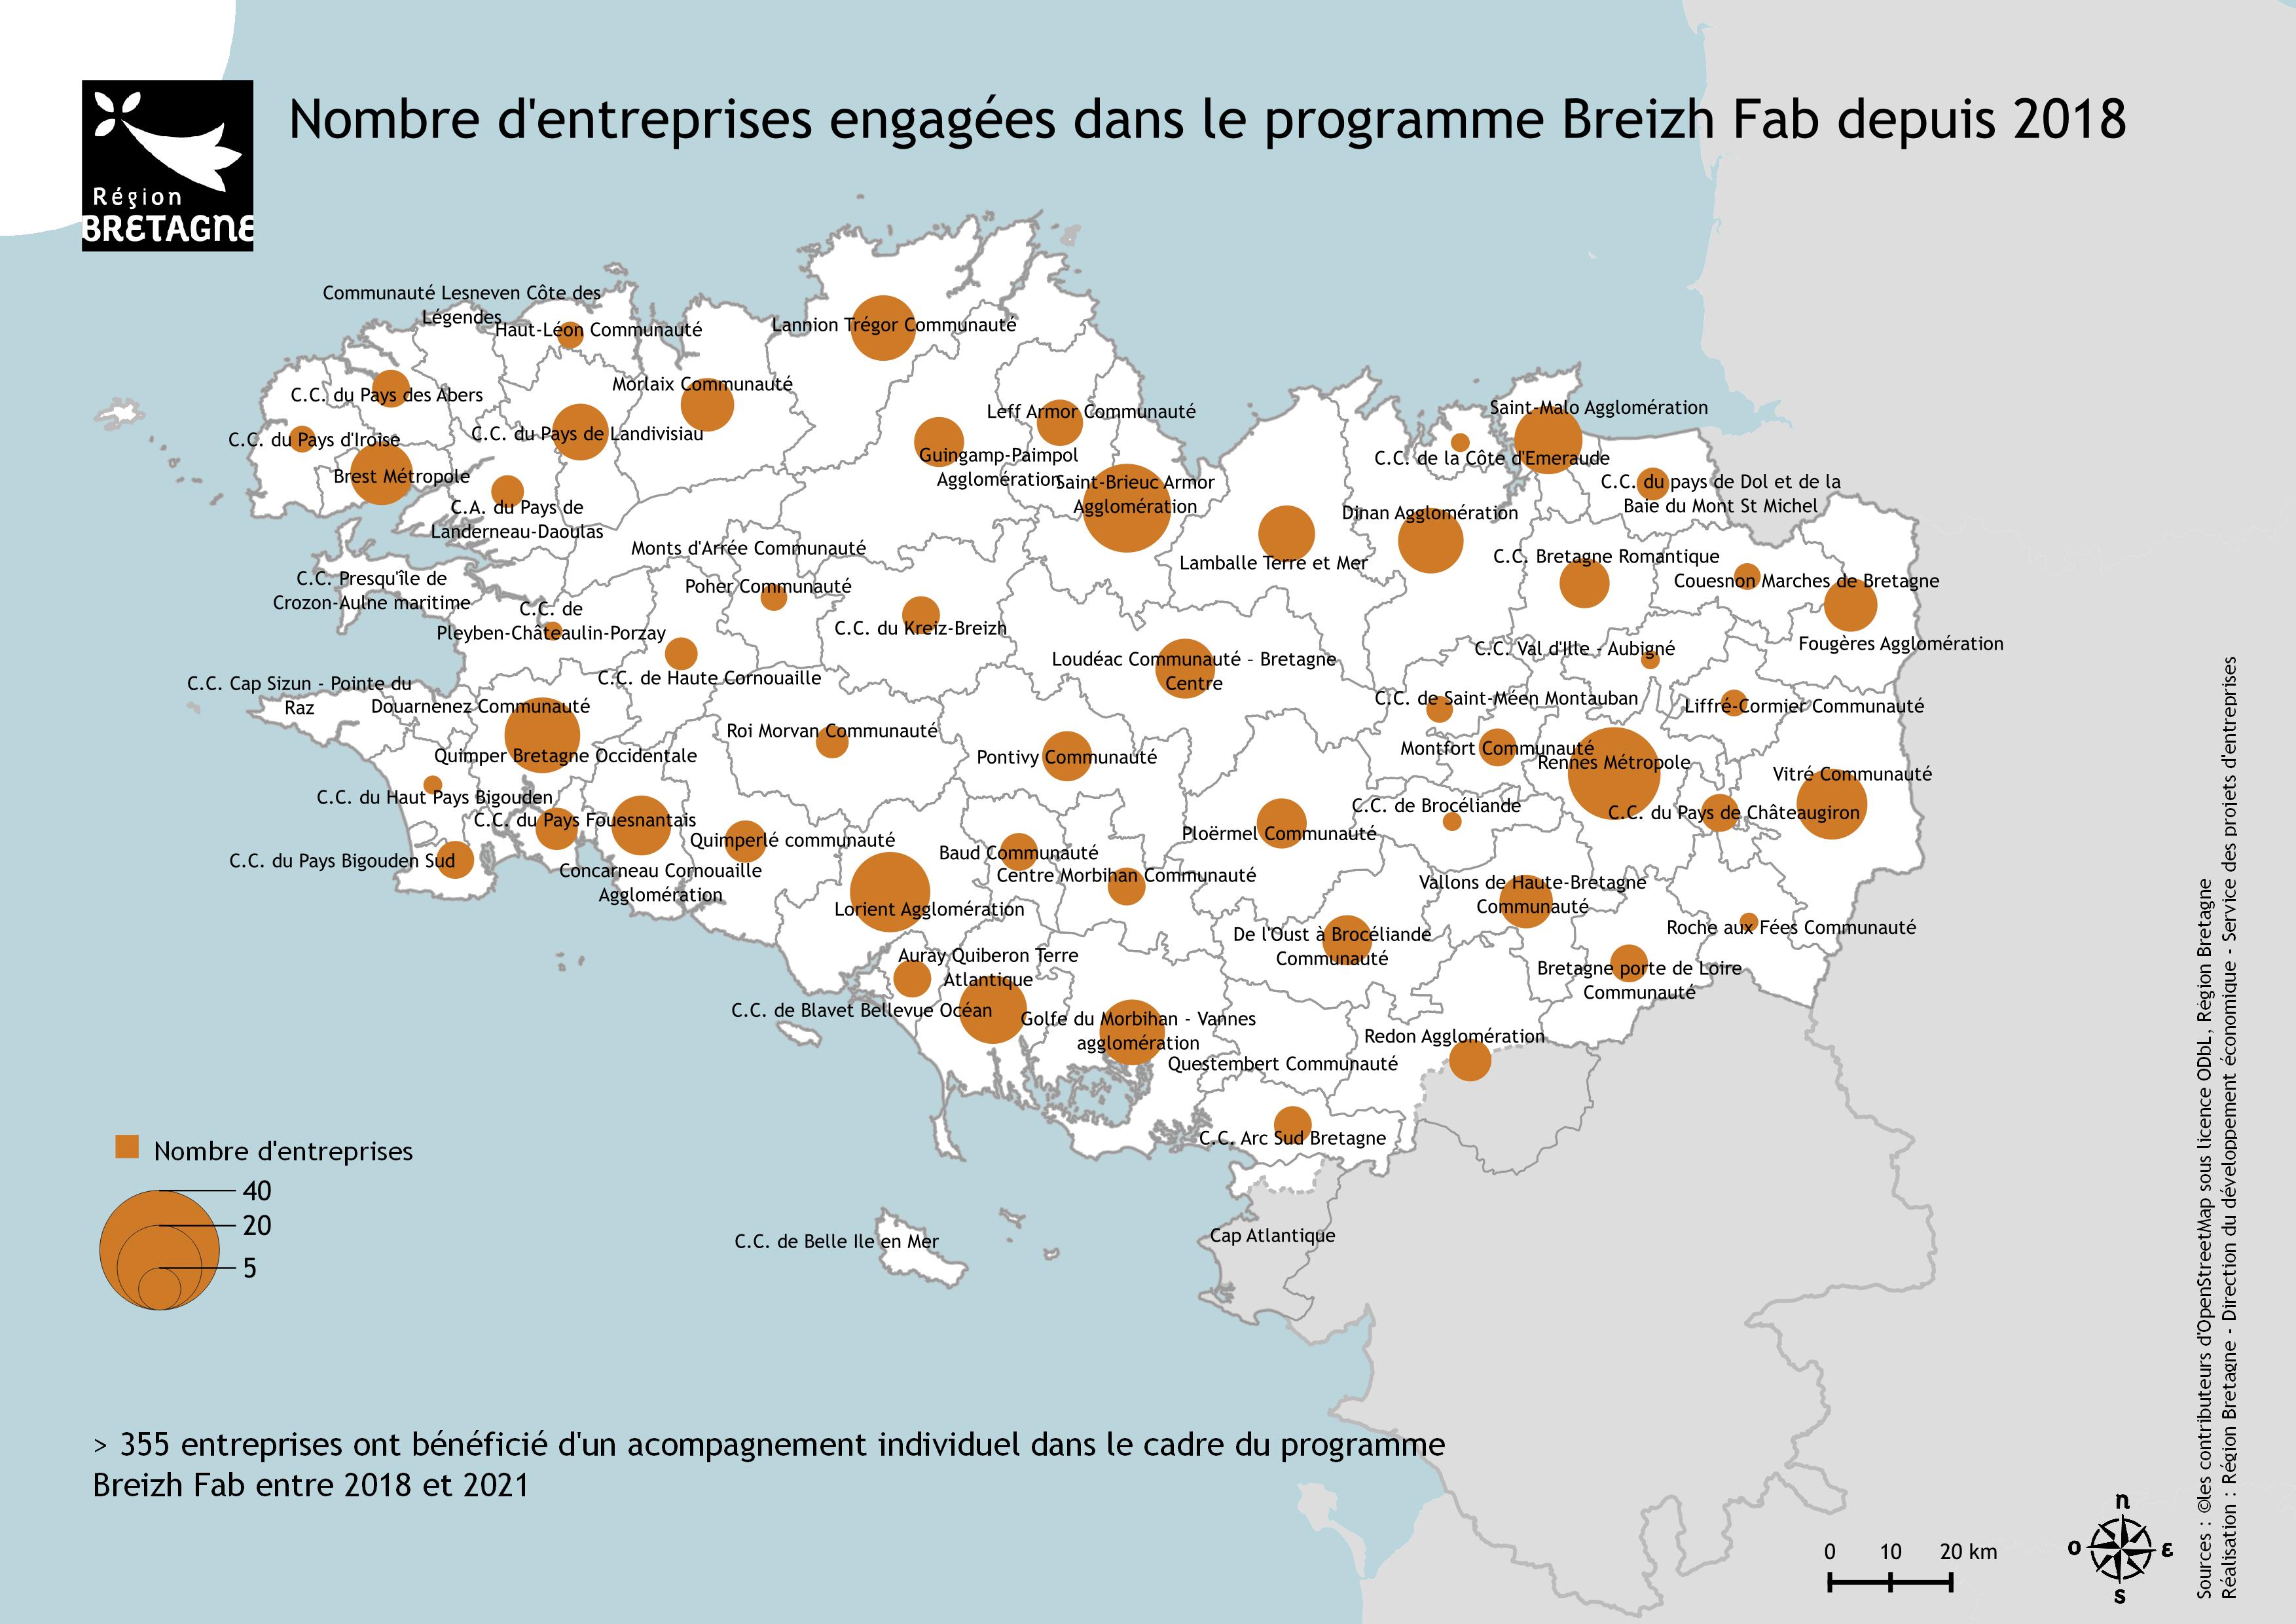 Nombre d'entreprises engagées dans le programme Breizh Fab depuis 2018
Région
BRETAGNE
Communauté Lesneven Côte des
Légendes
Haut-Léon Communauté
Lannion Trégor Communauté
C.C. du Pays des Abers
Morlaix Communauté
Leff Armor Communauté
Saint-Malo Agglomération
C.C. du Pays d'Iroise
C.C. du Pays de Landivisiau
Guingamp-Paimpol
Agglomération
C.C. de la Côte d'Emeraude
Brest Métropole
Saint-Brieuc Armor
Agglomération
C.C. du pays de Dol et de la
Baie du Mont St Michel
C.A. du Pays de
Landerneau-Daoulas
Dinan Agglomération
Monts d'Arrée Communauté
Lamballe Terre et Mer
C.C. Bretagne Romantique
C.C. Presqu'île de
Crozon-Aulne maritime
Poher Communauté
Couesnon Marches de Bretagne
C.C. de
Pleyben-Châteaulin-Porzay
C.C. du Kreiz-Breizh
Fougères Agglomération
C.C. Val d'Ille - Aubigné
Loudéac Communauté - Bretagne
Centre
C.C. de Haute Cornouaille
C.C. Cap Sizun - Pointe du
Raz
Douarnenez Communauté
C.C. de Saint-Méen Montauban
Liffré-Cormier Communauté
Roi Morvan Communauté
Quimper Bretagne Occidentale
Pontivy Communauté
Montfort Communauté
Rennes Métropole
Vitré Communauté
C.C. du Haut Pays Bigouden
C.C. de Brocéliande
C.C. du Pays de Châteaugiron
C.C. du Pays Fouesnantais
Quimperlé communauté
Ploërmel Communauté
Baud Communauté
C.C. du Pays Bigouden Sud
Concarneau Cornouaille
Agglomération
Centre Morbihan Communauté
Vallons de Haute-Bretagne
Communauté
Lorient Agglomération
Roche aux Fées Communauté
De l'Oust à Brocéliande
Communauté
Auray Quiberon Terre
Atlantique
Bretagne porte de Loire
Communauté
C.C. de Blavet Bellevue Océan
Golfe du Morbihan - Vannes
agglomération
Redon Agglomération
Questembert Communauté
C.C. Arc Sud Bretagne
Cap Atlantique
C.C. de Belle Ile en Mer
Nombre d'entreprises
40
20
5
> 355 entreprises ont bénéficié d'un acompagnement individuel dans le cadre du programme
Breizh Fab entre 2018 et 2021
0 10 20 km
n
o
ε
s
Sources : ©les contributeurs d'OpenStreetMap sous licence ODbL, Région Bretagne
Réalisation : Région Bretagne - Direction du développement économique - Service des projets d'entreprises